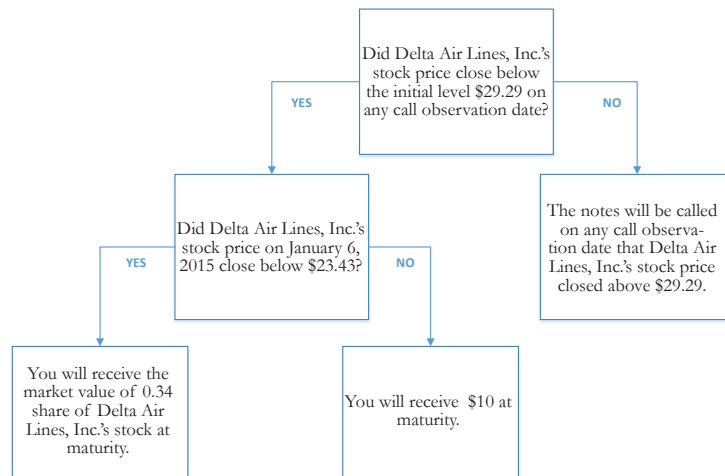 Did Delta Air Lines, Inc.'s
stock price close below
the initial level $29.29 on
any call observation date?
YES
NO
Did Delta Air Lines, Inc.'s
stock price on January 6,
2015 close below $23.43?
The notes will be called
on any call observa-
tion date that Delta Air
Lines, Inc.'s stock price
closed above $29.29.
YES
NO
You will receive the
market value of 0.34
share of Delta Air
Lines, Inc.'s stock at
maturity.
You will receive $10 at
maturity.